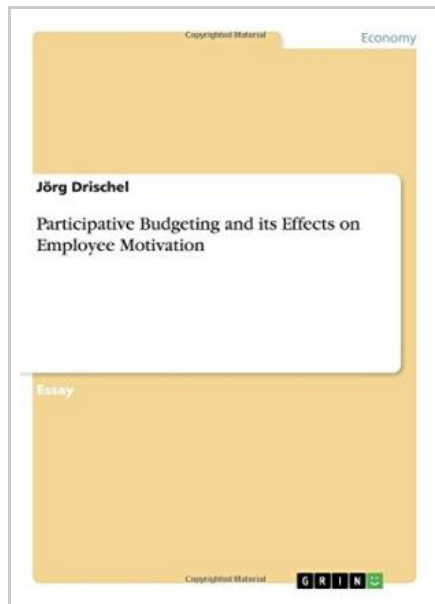 Copyrighted Material
Economy
Jörg Drischel
Participative Budgeting and its Effects on
Employee Motivation
Essay
Copyrighted Material
GRIN